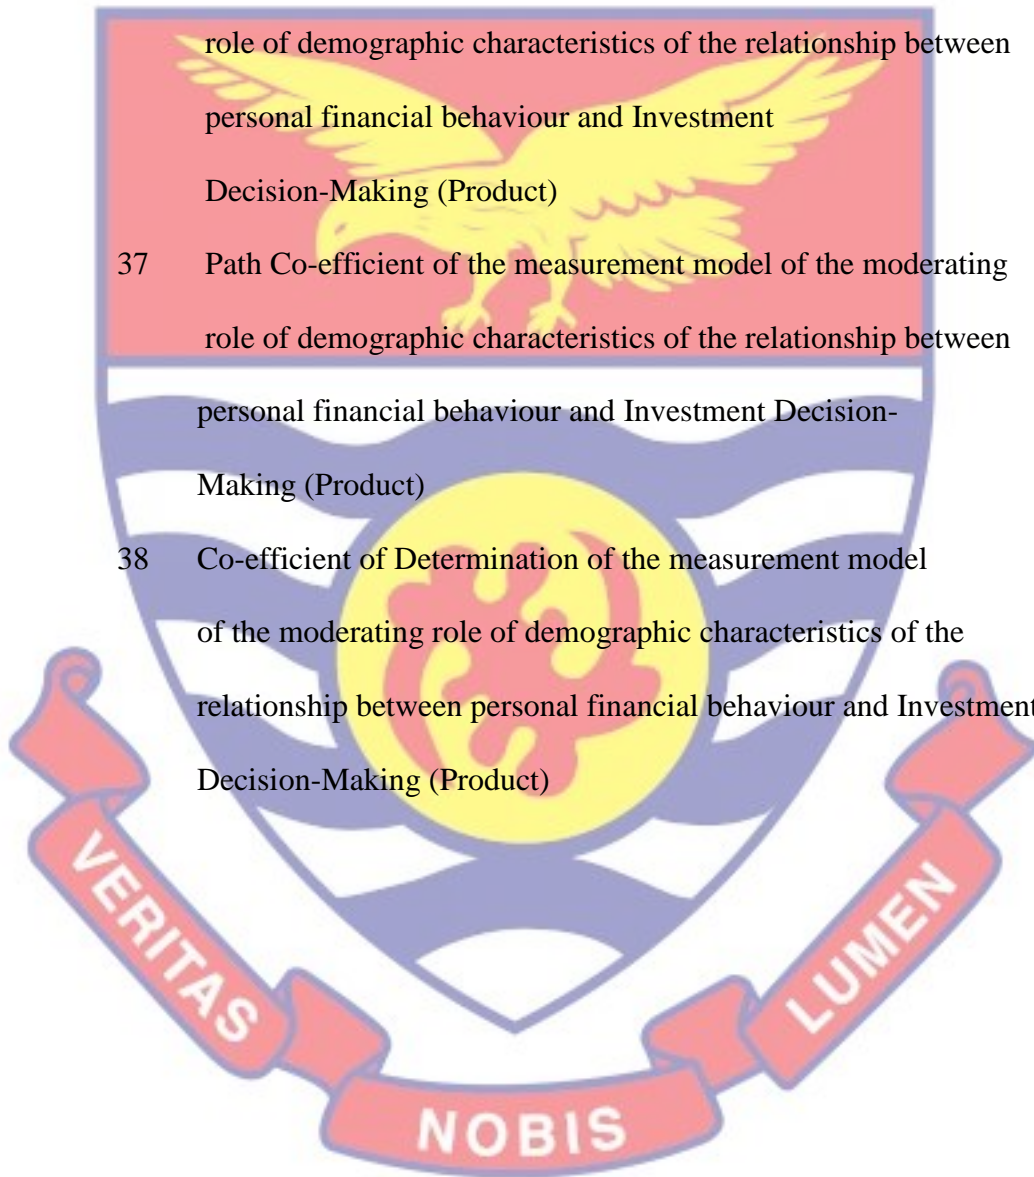 role of demographic characteristics of the relationship between
personal financial behaviour and Investment
Decision-Making (Product)
37 Path Co-efficient of the measurement model of the moderating
role of demographic characteristics of the relationship between
personal financial behaviour and Investment Decision-
Making (Product)
38 Co-efficient of Determination of the measurement model
of the moderating role of demographic characteristics of the
relationship between personal financial behaviour and Investment
Decision-Making (Product)
VERITAS
NOBIS
LUMEN